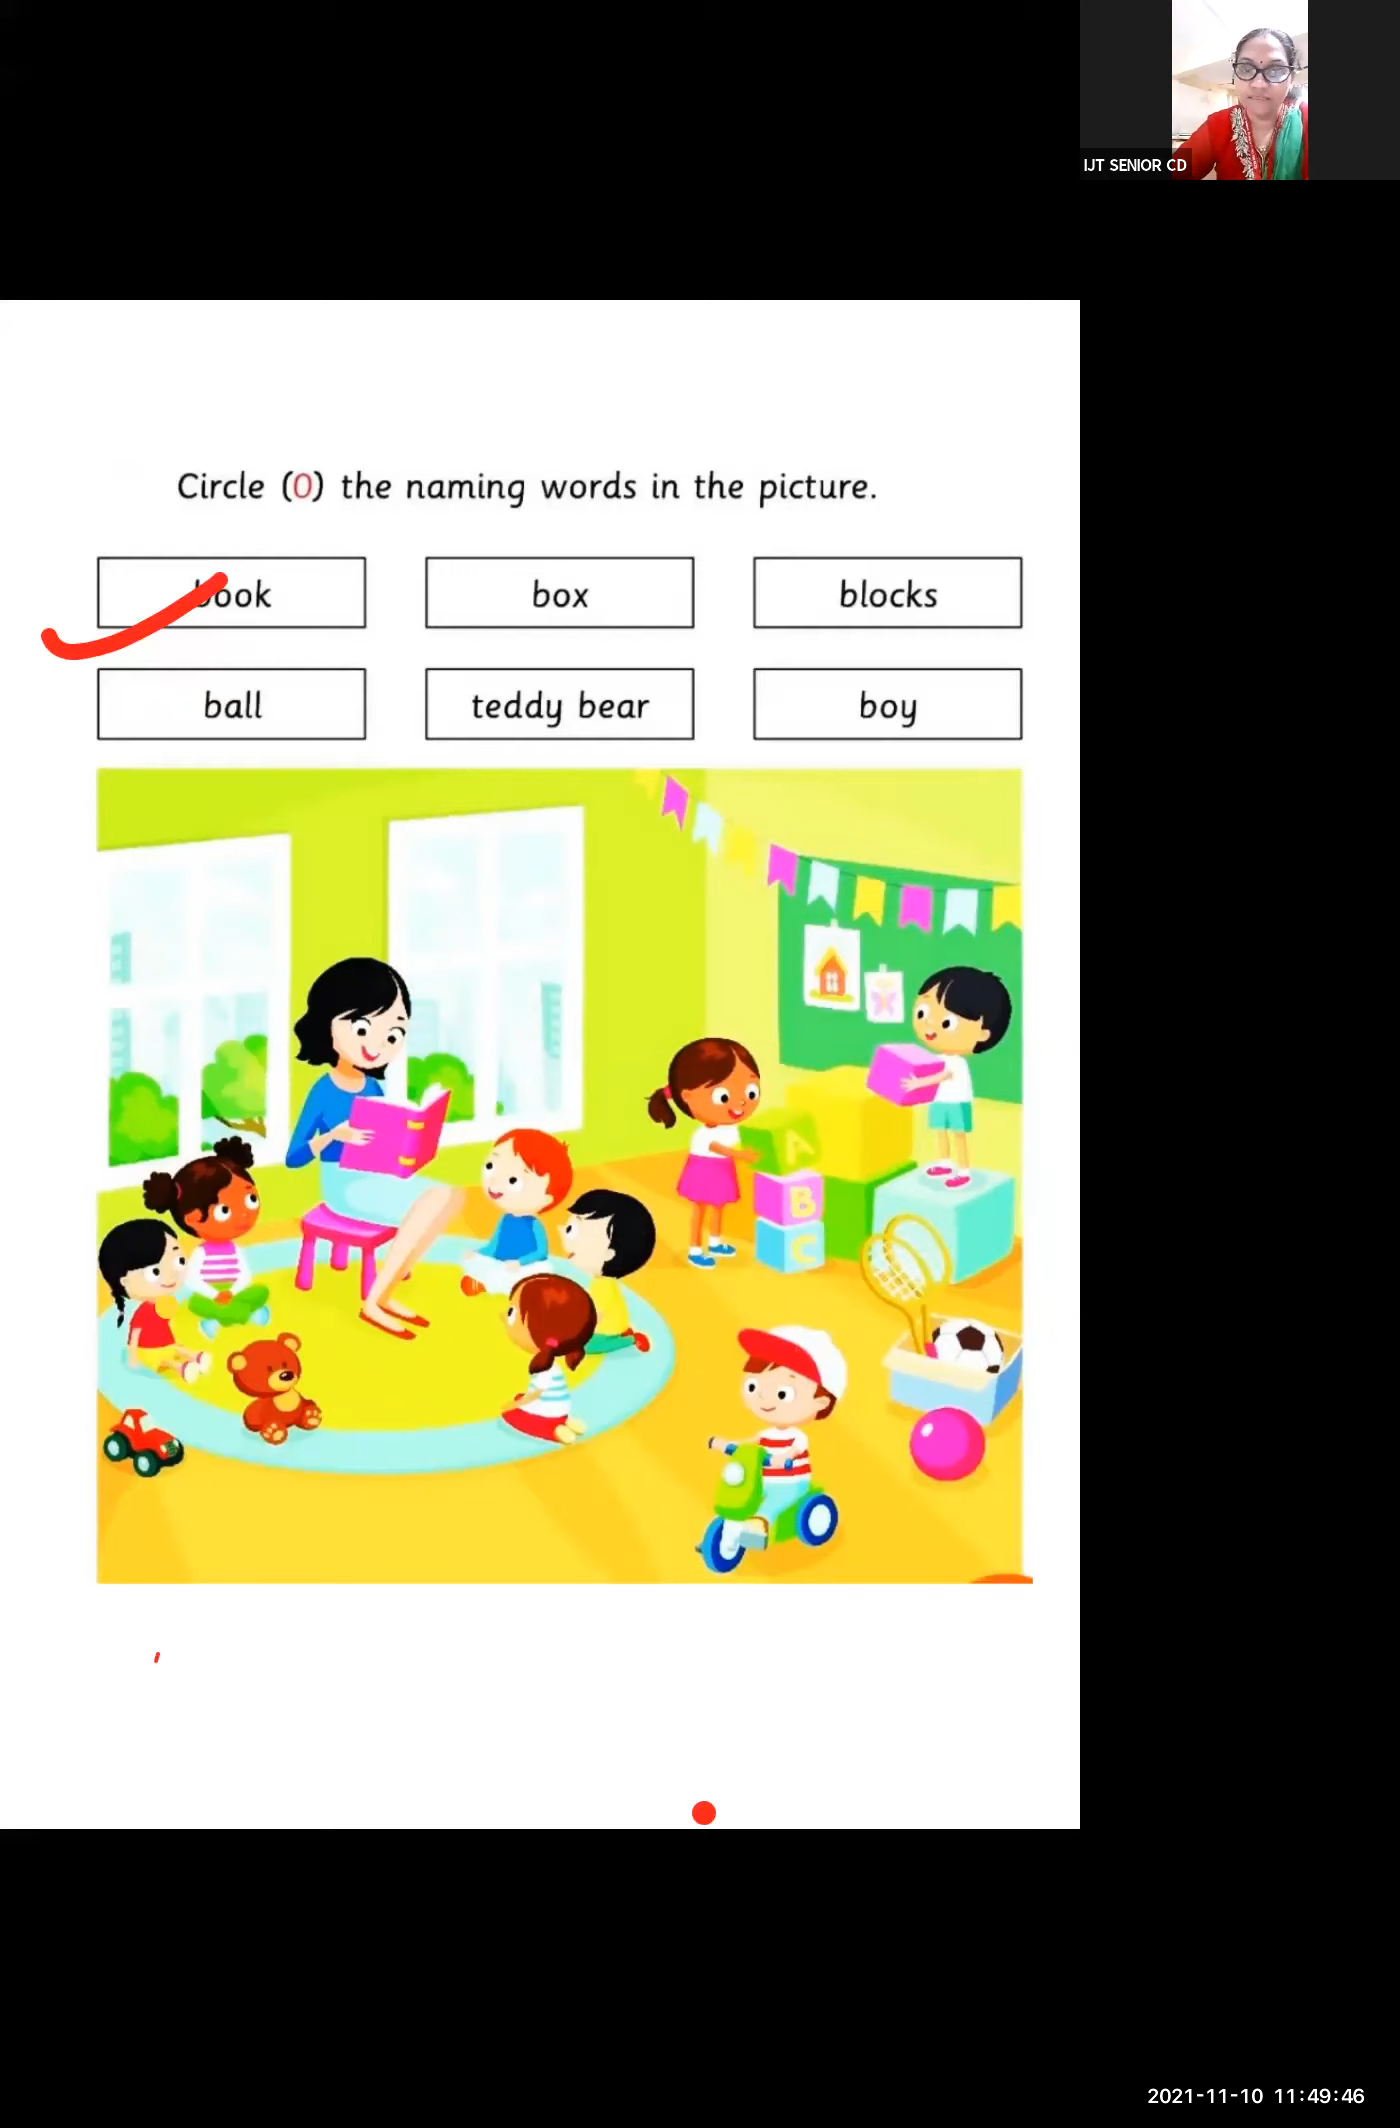 IJT SENIOR CD
Circle (O) the naming words in the picture.
book box blocks
ball teddy bear boy
A
B
C
2021-11-10 11:49:46